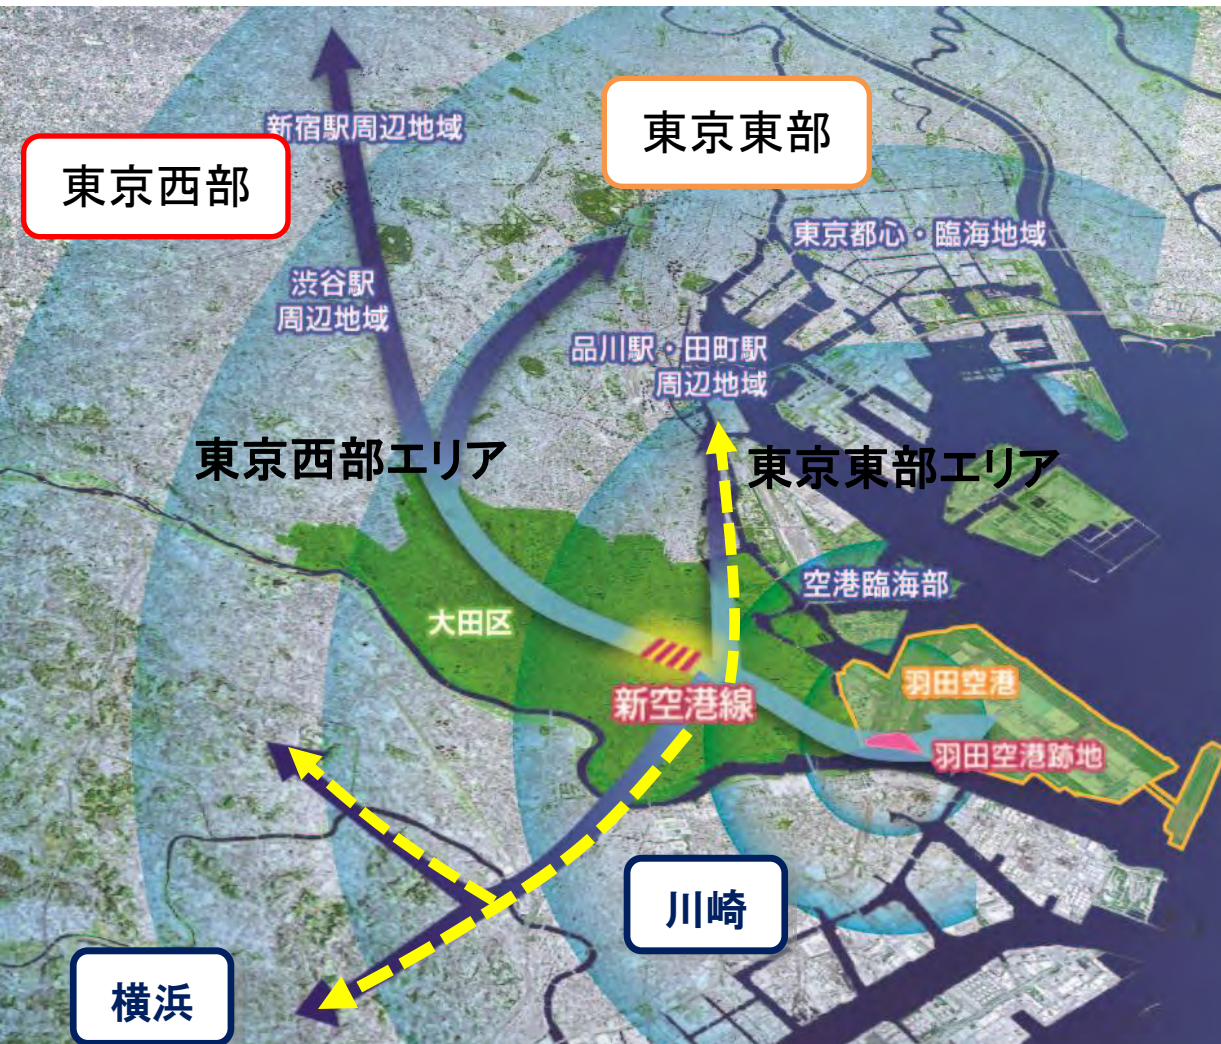 新宿駅周辺地域
東京東部
東京西部
東京都心・臨海地域
渋谷駅
周辺地域
品川駅・田町駅
周辺地域
東京西部エリア
東京東部エリア
空港臨海部
大田区
羽田空港
新空港線
羽田空港跡地
川崎
横浜